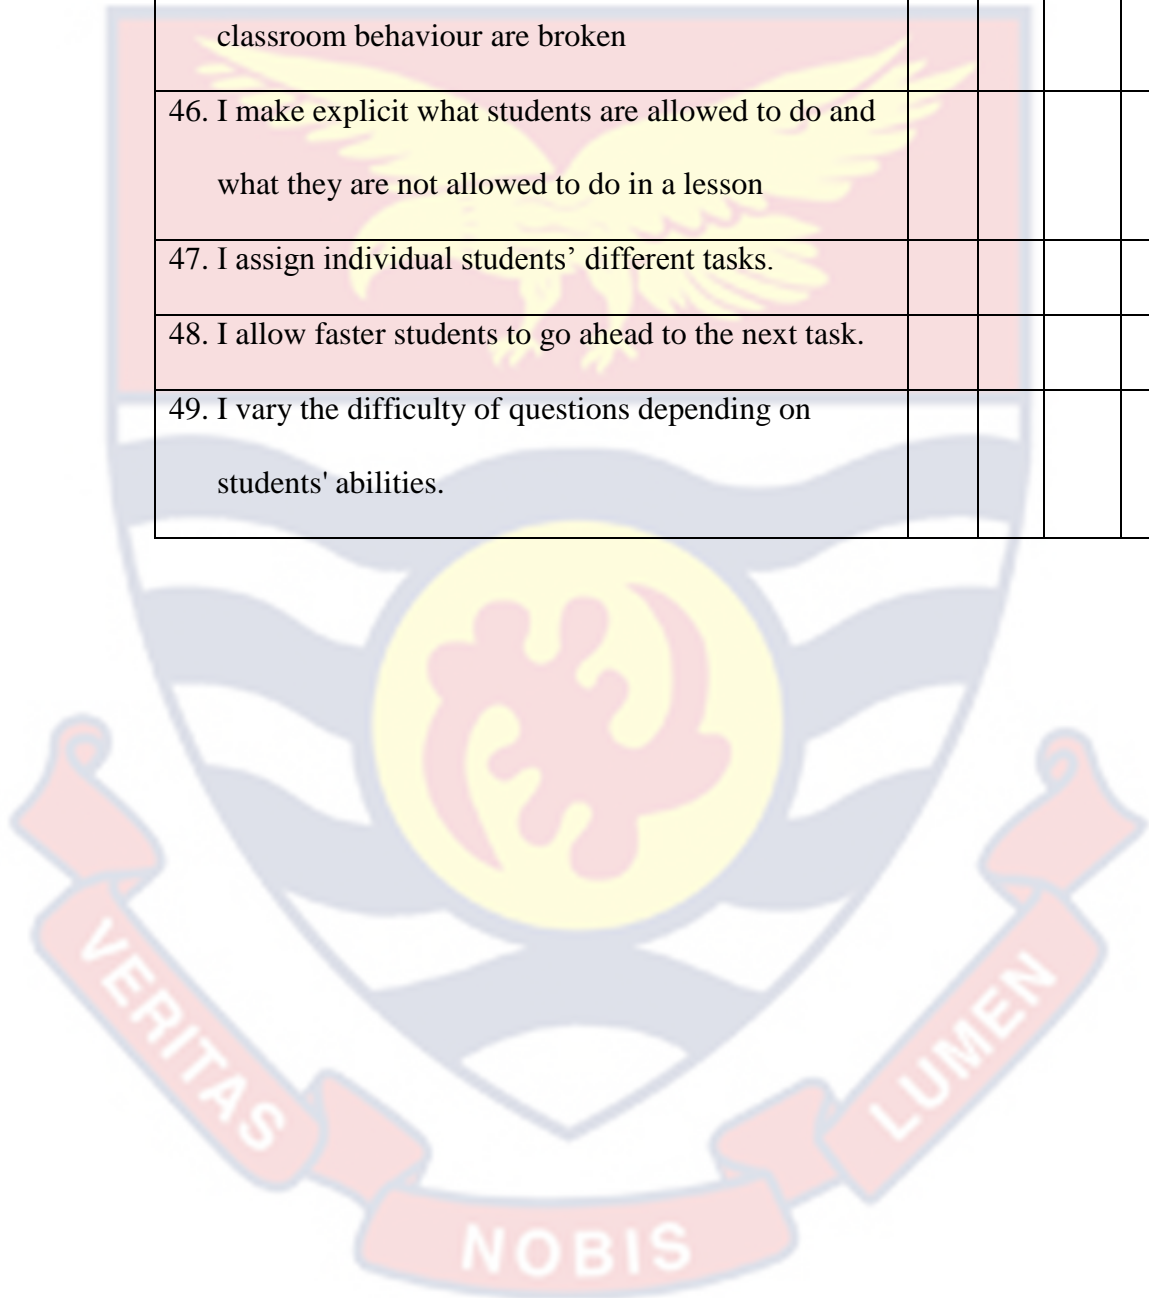 classroom behaviour are broken
46. I make explicit what students are allowed to do and
what they are not allowed to do in a lesson
47. I assign individual students’ different tasks.
48. I allow faster students to go ahead to the next task.
49. I vary the difficulty of questions depending on
students' abilities.
VERITAS
NOBIS
LUMEN